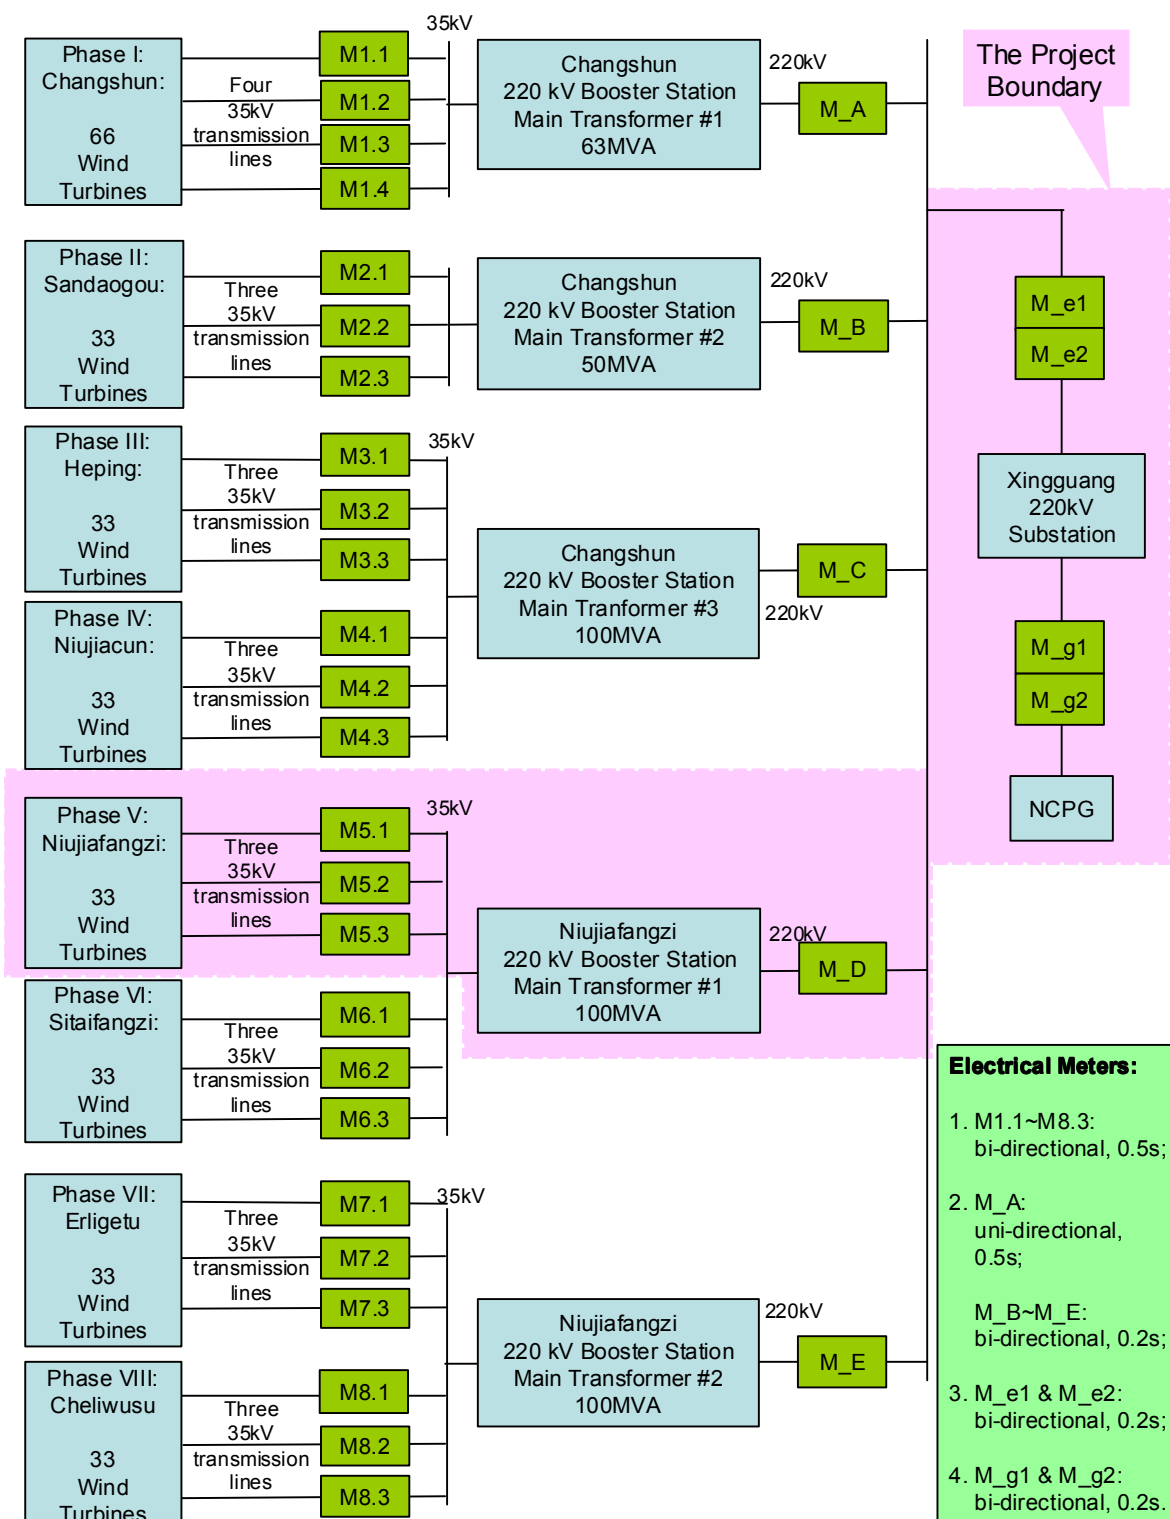 35kV
Phase I:
Changshun:
66
Wind
Turbines
Four
35kV
transmission
lines
M1.1
M1.2
M1.3
M1.4
Changshun
220 kV Booster Station
Main Transformer #1
63MVA
220kV
M_A
The Project
Boundary
Phase II:
Sandaogou:
33
Wind
Turbines
Three
35kV
transmission
lines
M2.1
M2.2
M2.3
Changshun
220 kV Booster Station
Main Transformer #2
50MVA
220kV
M_B
M_e1
M_e2
Xingguang
220kV
Substation
M_g1
M_g2
NCPG
Phase III:
Heping:
33
Wind
Turbines
Three
35kV
transmission
lines
M3.1
M3.2
M3.3
35kV
Changshun
220 kV Booster Station
Main Tranformer #3
100MVA
M_C
220kV
Phase IV:
Niujiacun:
33
Wind
Turbines
Three
35kV
transmission
lines
M4.1
M4.2
M4.3
Phase V:
Niujiafangzi:
33
Wind
Turbines
Three
35kV
transmission
lines
M5.1
M5.2
M5.3
35kV
Niujiafangzi
220 kV Booster Station
Main Transformer #1
100MVA
220kV
M_D
Phase VI:
Sitaifangzi:
33
Wind
Turbines
Three
35kV
transmission
lines
M6.1
M6.2
M6.3
Phase VII:
Erligetu
33
Wind
Turbines
Three
35kV
transmission
lines
M7.1
M7.2
M7.3
35kV
Niujiafangzi
220 kV Booster Station
Main Transformer #2
100MVA
220kV
M_E
Phase VIII:
Cheliwusu
33
Wind
Turbines
Three
35kV
transmission
lines
M8.1
M8.2
M8.3
Electrical Meters:
1. M1.1~M8.3:
bi-directional, 0.5s;
2. M_A:
uni-directional,
0.5s;
M_B~M_E:
bi-directional, 0.2s;
3. M_e1 & M_e2:
bi-directional, 0.2s;
4. M_g1 & M_g2:
bi-directional, 0.2s.